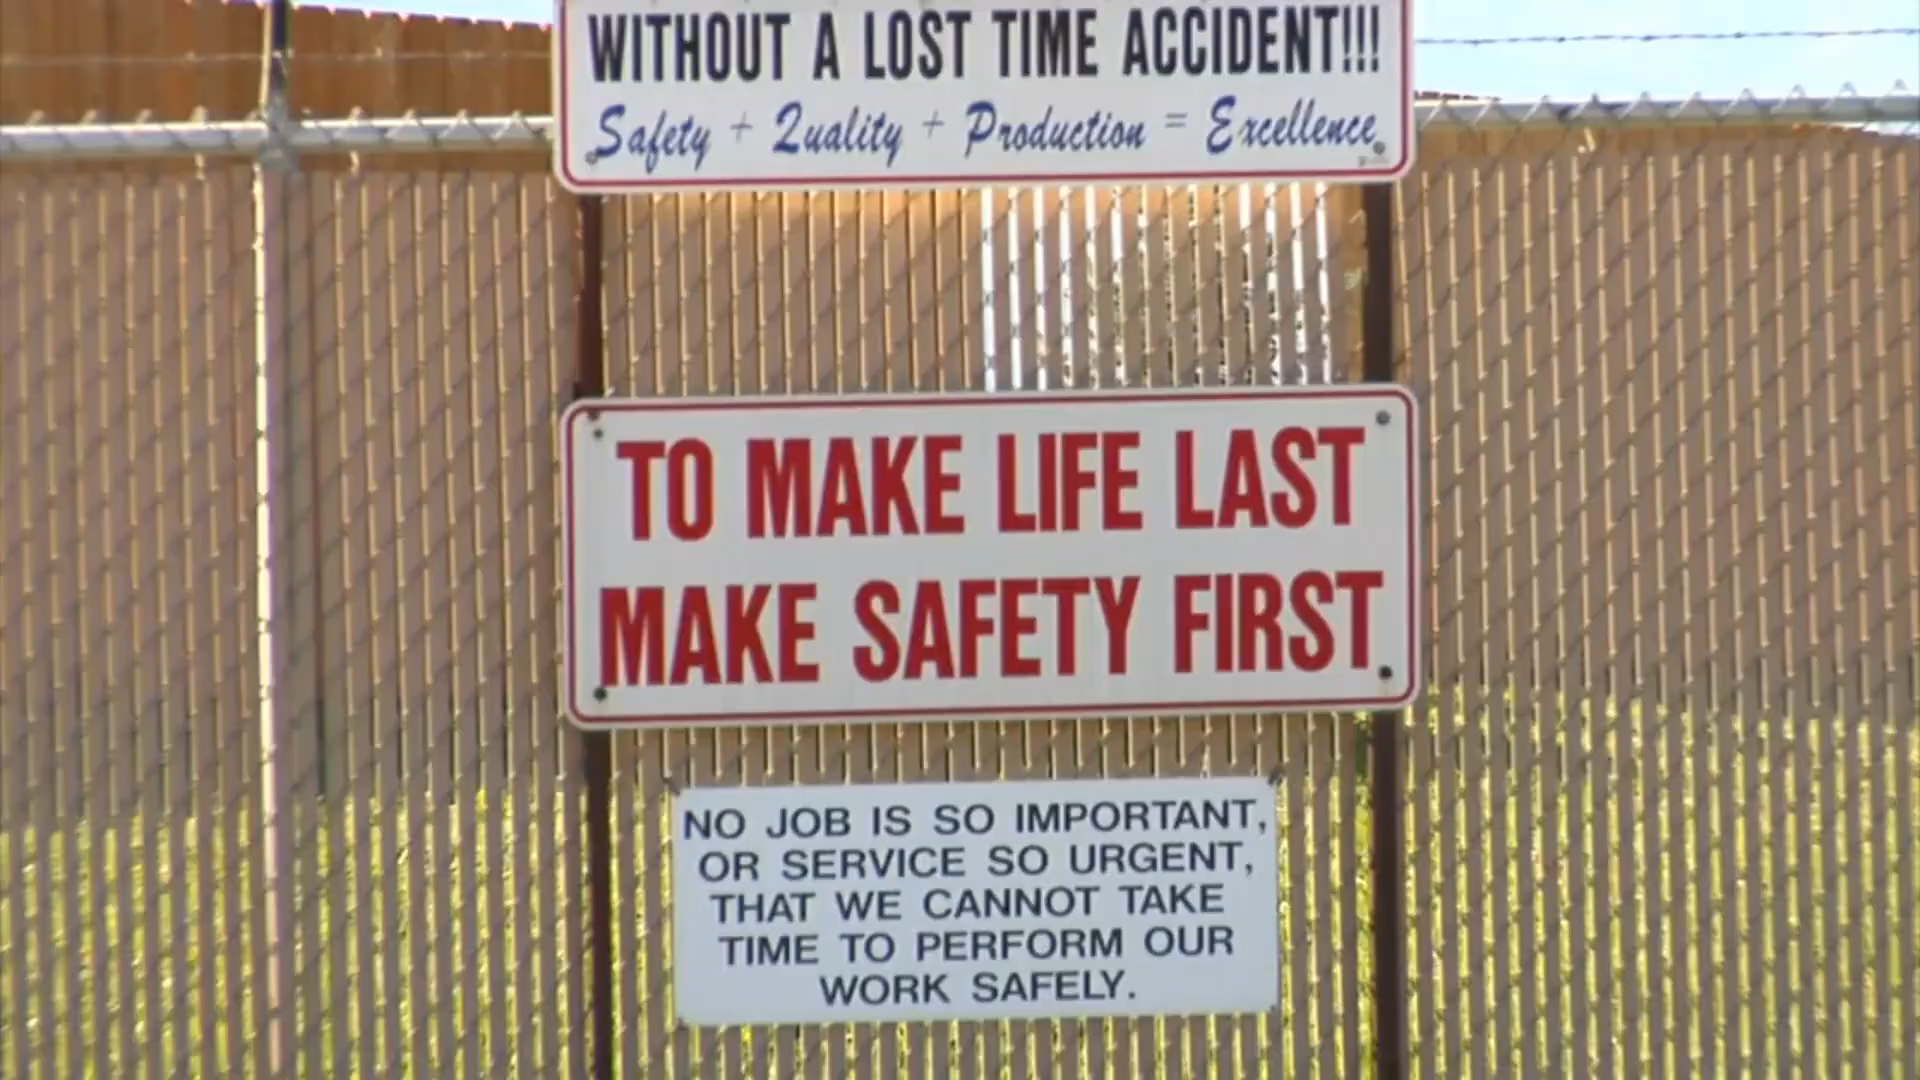 WITHOUT A LOST TIME ACCIDENT!!!
Safety + Quality + Production = Excellence
TO MAKE LIFE LAST
MAKE SAFETY FIRST
NO JOB IS SO IMPORTANT,
OR SERVICE SO URGENT,
THAT WE CANNOT TAKE
TIME TO PERFORM OUR
WORK SAFELY.